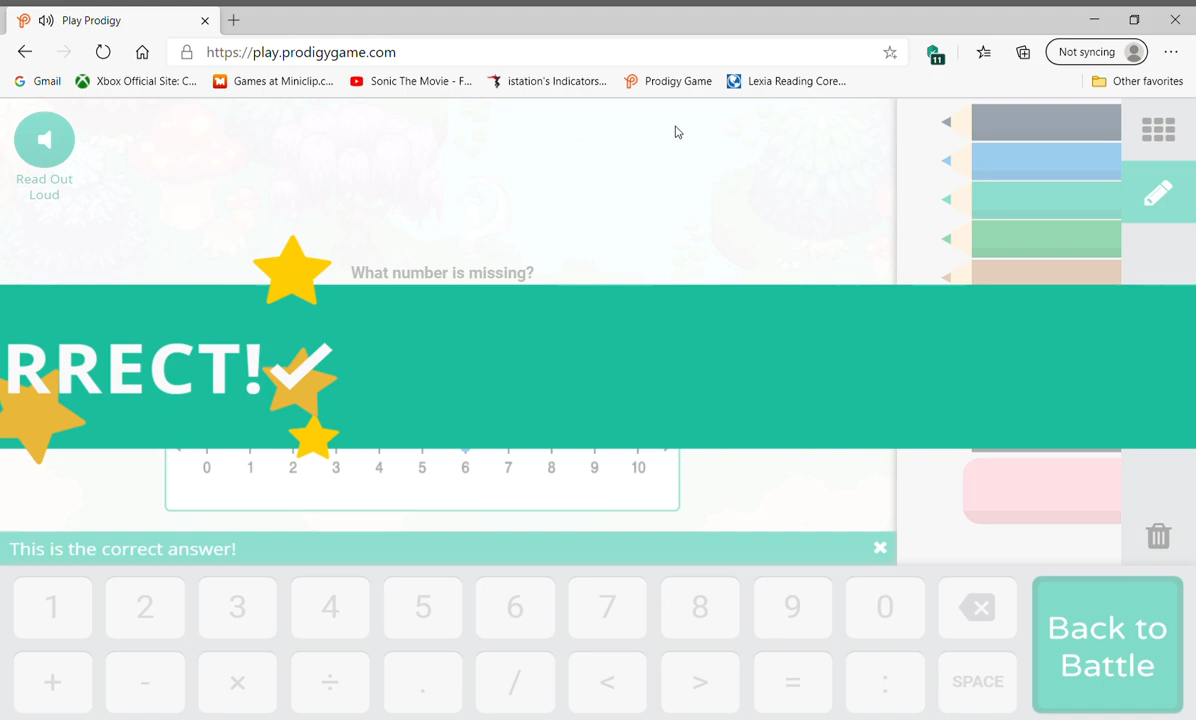 Play Prodigy
https://play.prodigygame.com
11
Not syncing
Gmail
Xbox Official Site: C...
Games at Miniclip.c...
Sonic The Movie - F...
istation's Indicators...
Prodigy Game
Lexia Reading Core...
Other favorites
Read Out
Loud
What number is missing?
RRECT!
0 1 2 3 4 5 6 7 8 9 10
This is the correct answer!
1 2 3 4 5 6 7 8 9 0
+ - × ÷ . / < > = : SPACE
Back to
Battle